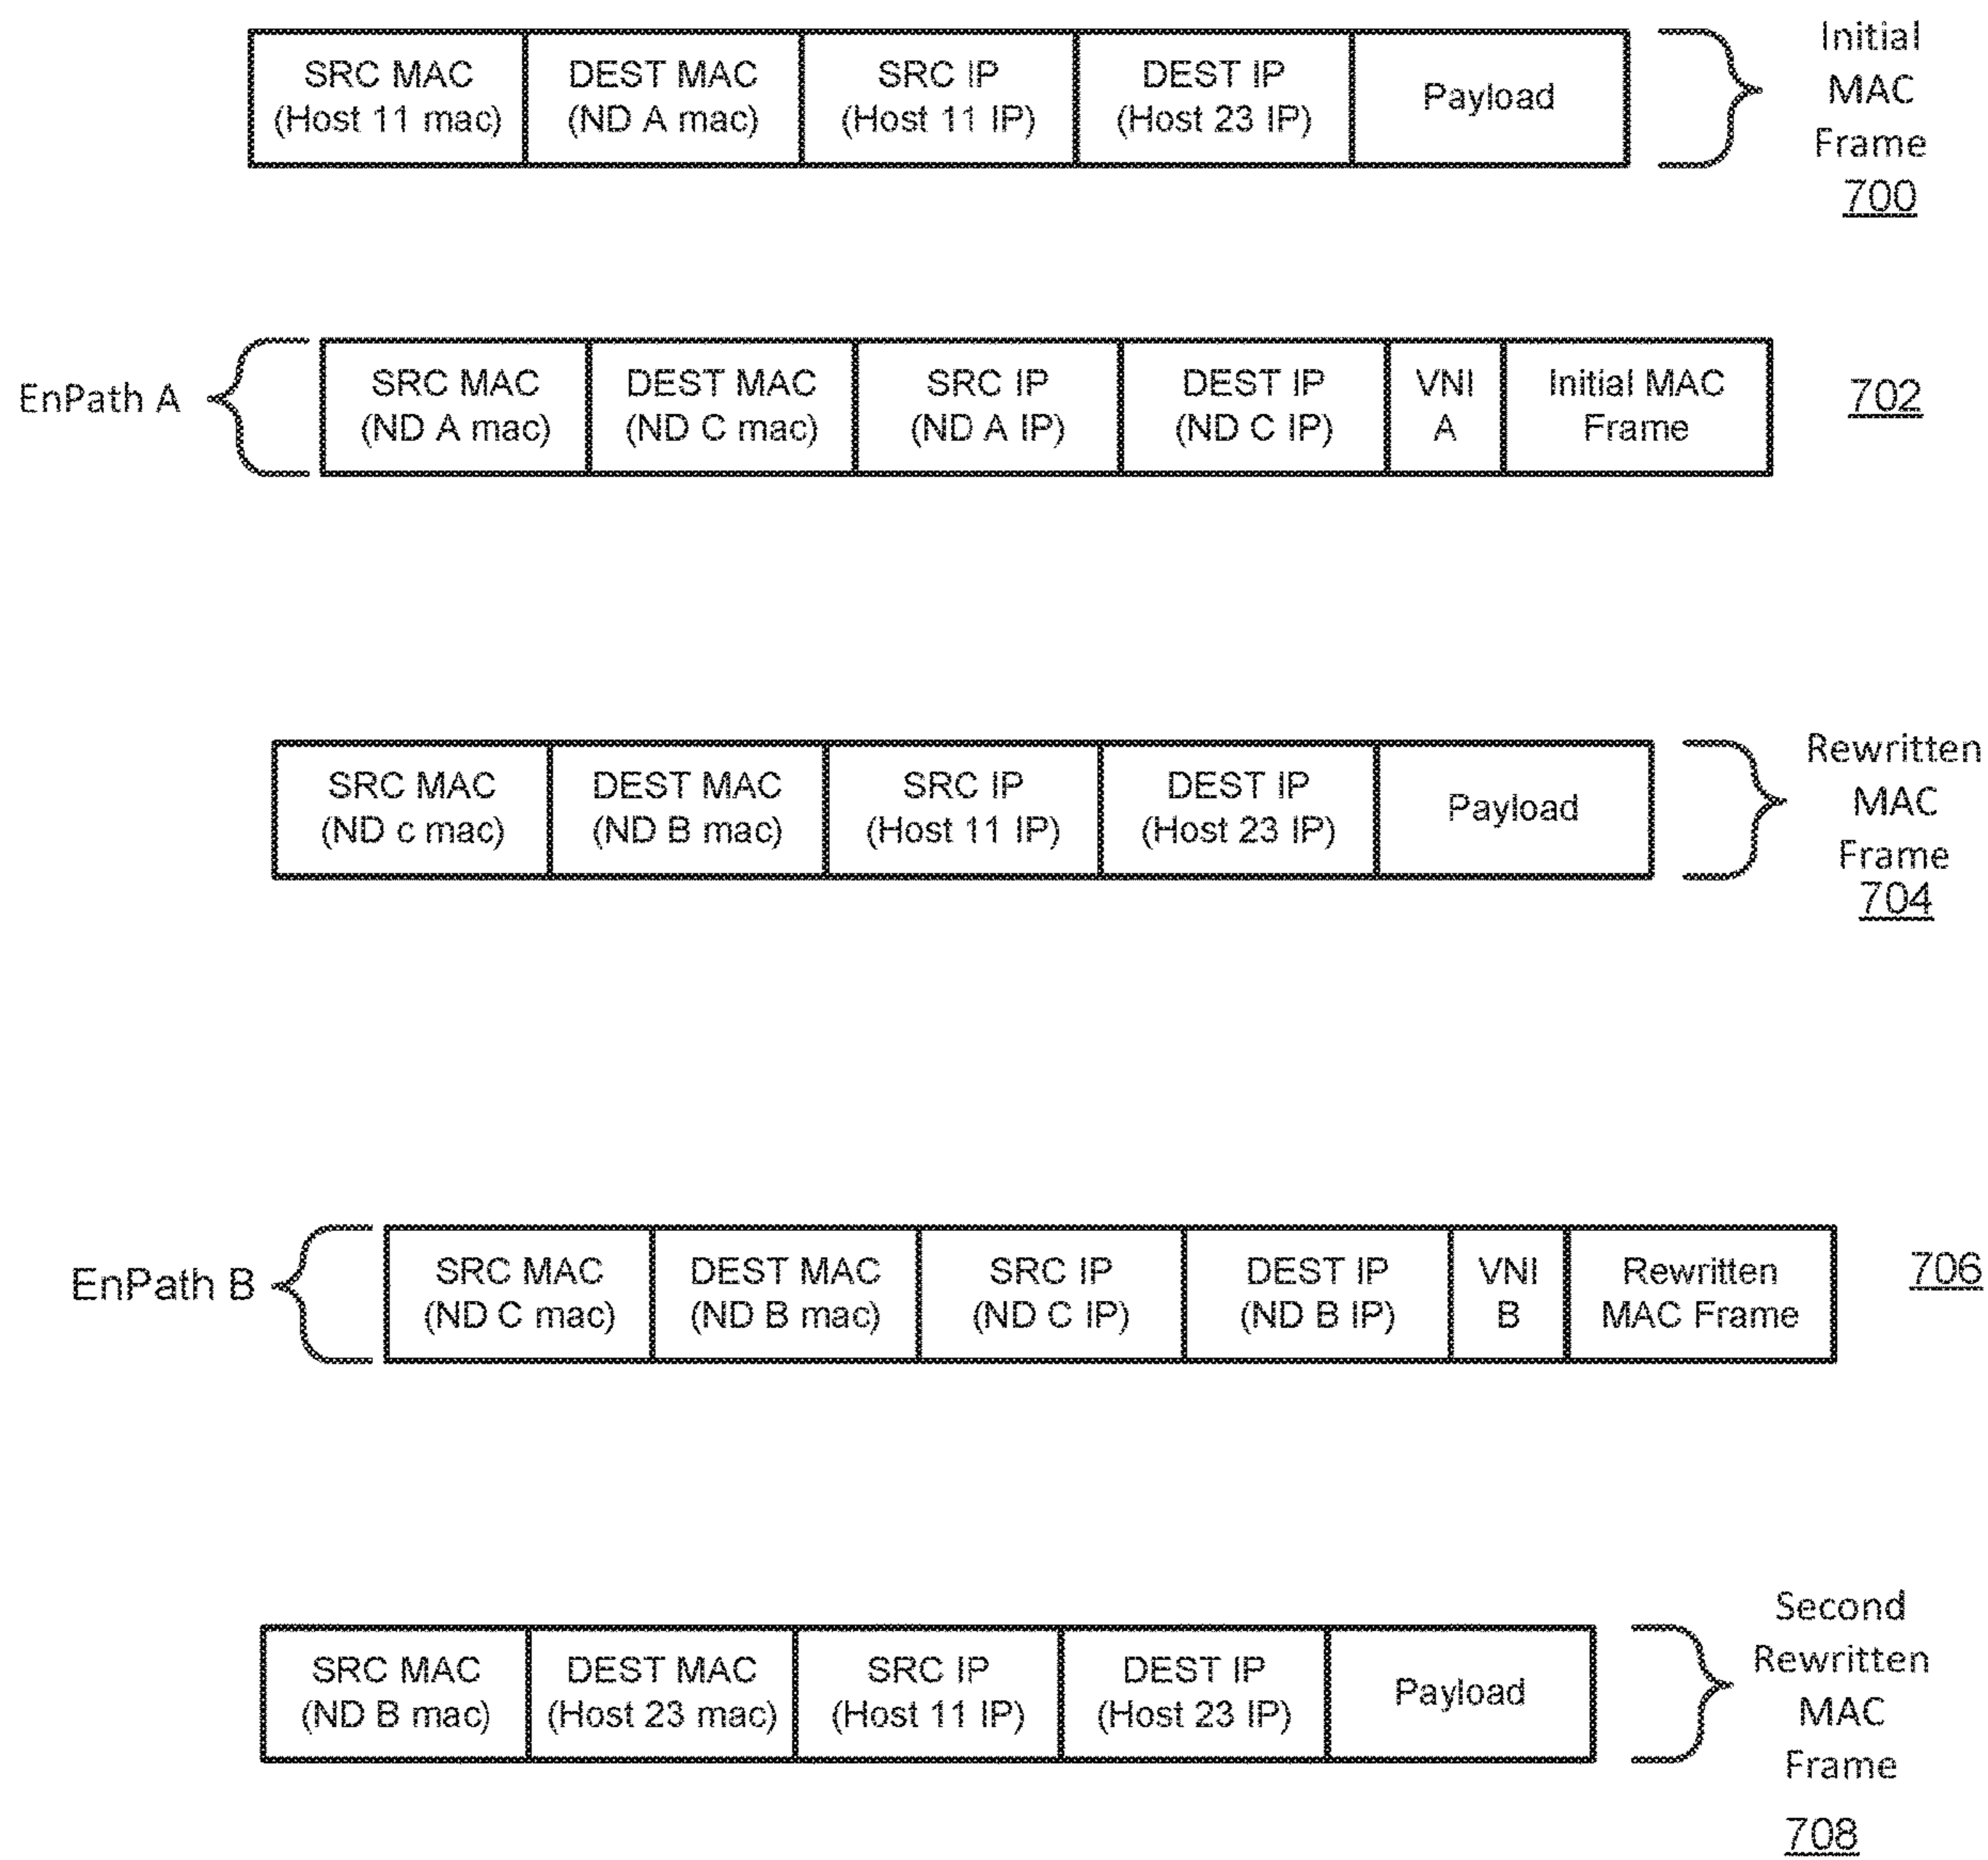 SRC MAC
(Host 11 mac)
DEST MAC
(ND A mac)
SRC IP
(Host 11 IP)
DEST IP
(Host 23 IP)
Payload
Initial
MAC
Frame
700
EnPath A
SRC MAC
(ND A mac)
DEST MAC
(ND C mac)
SRC IP
(ND A IP)
DEST IP
(ND C IP)
VNI
A
Initial MAC
Frame
702
SRC MAC
(ND c mac)
DEST MAC
(ND B mac)
SRC IP
(Host 11 IP)
DEST IP
(Host 23 IP)
Payload
Rewritten
MAC
Frame
704
EnPath B
SRC MAC
(ND C mac)
DEST MAC
(ND B mac)
SRC IP
(ND C IP)
DEST IP
(ND B IP)
VNI
B
Rewritten
MAC Frame
706
SRC MAC
(ND B mac)
DEST MAC
(Host 23 mac)
SRC IP
(Host 11 IP)
DEST IP
(Host 23 IP)
Payload
Second
Rewritten
MAC
Frame
708